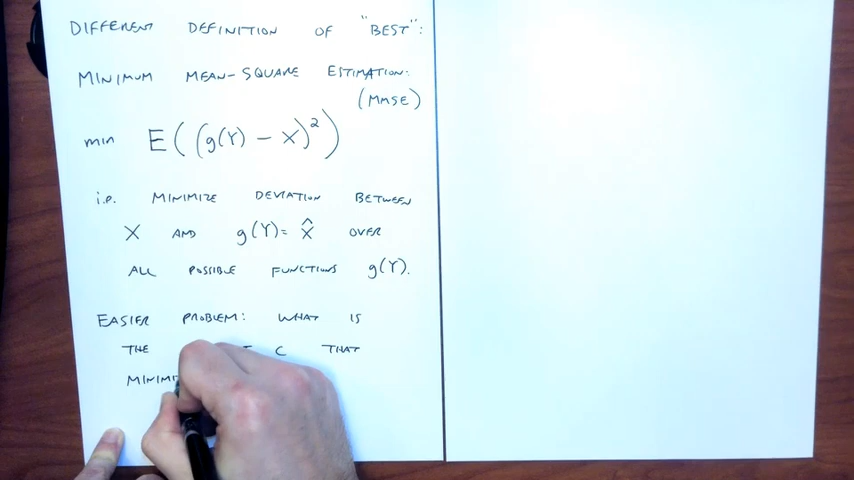 DIFFERENT DEFINITION OF "BEST":
MINIMUM MEAN-SQUARE ESTIMATION:
(MMSE)
min E((g(Y) - X)²)
i.e. MINIMIZE DEVIATION BETWEEN
X AND g(Y)= X̂ OVER
ALL POSSIBLE FUNCTIONS g(Y).
EASIER PROBLEM: WHAT IS
THE C THAT